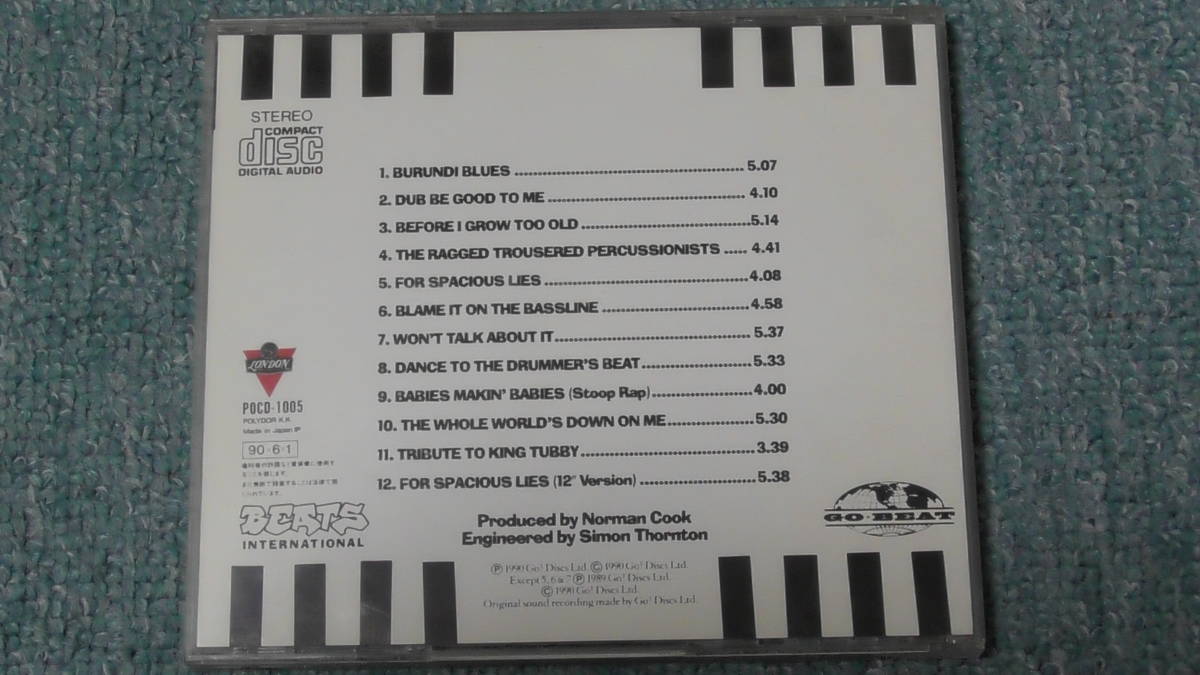 STEREO
COMPACT
disc
DIGITAL AUDIO
1. BURUNDI BLUES ........ 5.07
2. DUB BE GOOD TO ME ........ 4.10
3. BEFORE I GROW TOO OLD ........ 5.14
4. THE RAGGED TROUSERED PERCUSSIONISTS ..... 4.41
5. FOR SPACIOUS LIES ........ 4.08
6. BLAME IT ON THE BASSLINE ........ 4.58
7. WON'T TALK ABOUT IT ........ 5.37
8. DANCE TO THE DRUMMER'S BEAT ........ 5.33
9. BABIES MAKIN' BABIES (Stoop Rap) ........ 4.00
10. THE WHOLE WORLD'S DOWN ON ME ........ 5.30
11. TRIBUTE TO KING TUBBY ........ 3.39
12. FOR SPACIOUS LIES (12" Version) ........ 5.38
LONDON
POCD-1005
POLYDOR K.K.
Made in Japan
90·6·1
BEATS
INTERNATIONAL
GO·BEAT
Produced by Norman Cook
Engineered by Simon Thornton
Ⓟ 1990 Go! Discs Ltd. © 1990 Go! Discs Ltd.
Except 5, 6 & 7 Ⓟ 1989 Go! Discs Ltd.
© 1990 Go! Discs Ltd.
Original sound recording made by Go! Discs Ltd.